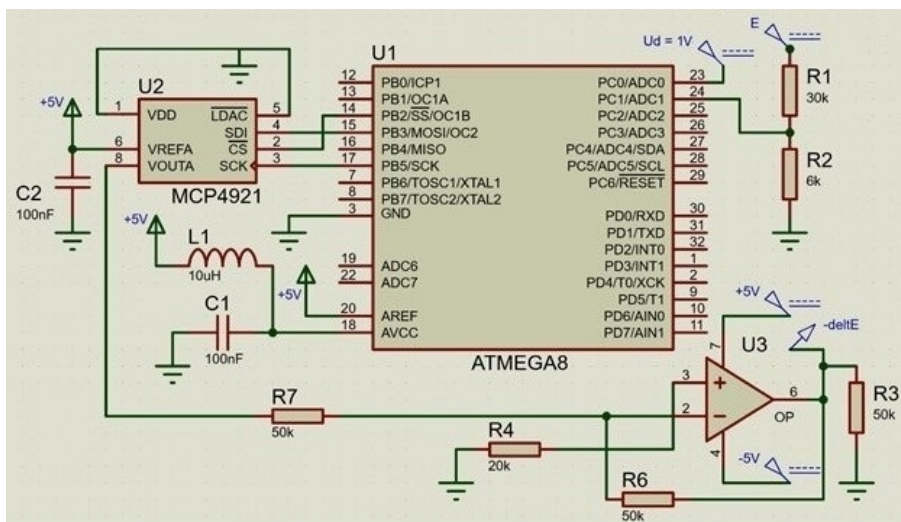 E
Ud = 1V
U1
R1
30k
R2
6k
U2
+5V
1
VDD
LDAC
5
SDI
4
6
VREFA
CS
2
8
VOUTA
SCK
3
MCP4921
C2
100nF
12
PB0/ICP1
13
PB1/OC1A
14
PB2/SS/OC1B
15
PB3/MOSI/OC2
16
PB4/MISO
17
PB5/SCK
7
PB6/TOSC1/XTAL1
8
PB7/TOSC2/XTAL2
3
GND
19
ADC6
22
ADC7
20
AREF
18
AVCC
PC0/ADC0
23
PC1/ADC1
24
PC2/ADC2
25
PC3/ADC3
26
PC4/ADC4/SDA
27
PC5/ADC5/SCL
28
PC6/RESET
29
PD0/RXD
30
PD1/TXD
31
PD2/INT0
32
PD3/INT1
1
PD4/T0/XCK
2
PD5/T1
9
PD6/AIN0
10
PD7/AIN1
11
ATMEGA8
+5V
L1
10uH
+5V
C1
100nF
+5V
-deltE
7
U3
3
2
6
OP
4
-5V
R3
50k
R7
50k
R4
20k
R6
50k